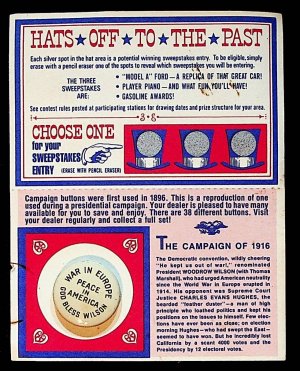 HATS • OFF • TO • THE • PAST
Each silver spot in the hat area is a potential winning sweepstakes entry. To be eligible, simply
erase with a pencil eraser one of the spots to reveal which sweepstakes you will be entering.
THE THREE
SWEEPSTAKES
ARE:
• "MODEL A" FORD—A REPLICA OF THAT GREAT CAR!
• PLAYER PIANO—AND WHAT FUN YOU'LL HAVE!
• GASOLINE AWARDS!
See contest rules posted at participating stations for drawing dates and prize structure for your area.
CHOOSE ONE
for your
SWEEPSTAKES
ENTRY (ERASE WITH PENCIL ERASER)
Campaign buttons were first used in 1896. This is a reproduction of one
used during a presidential campaign. Your dealer is pleased to have many
available for you to save and enjoy. There are 38 different buttons. Visit
your dealer regularly and collect a full set!
WAR IN EUROPE
PEACE IN
AMERICA
GOD BLESS WILSON
THE CAMPAIGN OF 1916
The Democratic convention, wildly cheering
"He kept us out of war," renominated
President WOODROW WILSON (with Thomas
Marshall), who had urged American neutrality
since the World War in Europe erupted in
1914. His opponent was Supreme Court
Justice CHARLES EVANS HUGHES, the
bearded "feather duster"—a man of high
principle who loathed politics and kept his
positions on the issues to himself. Few elec-
tions have ever been as close; on election
morning Hughes—who had swept the East—
seemed to have won. But he incredibly lost
California by a scant 4000 votes and the
Presidency by 12 electoral votes.